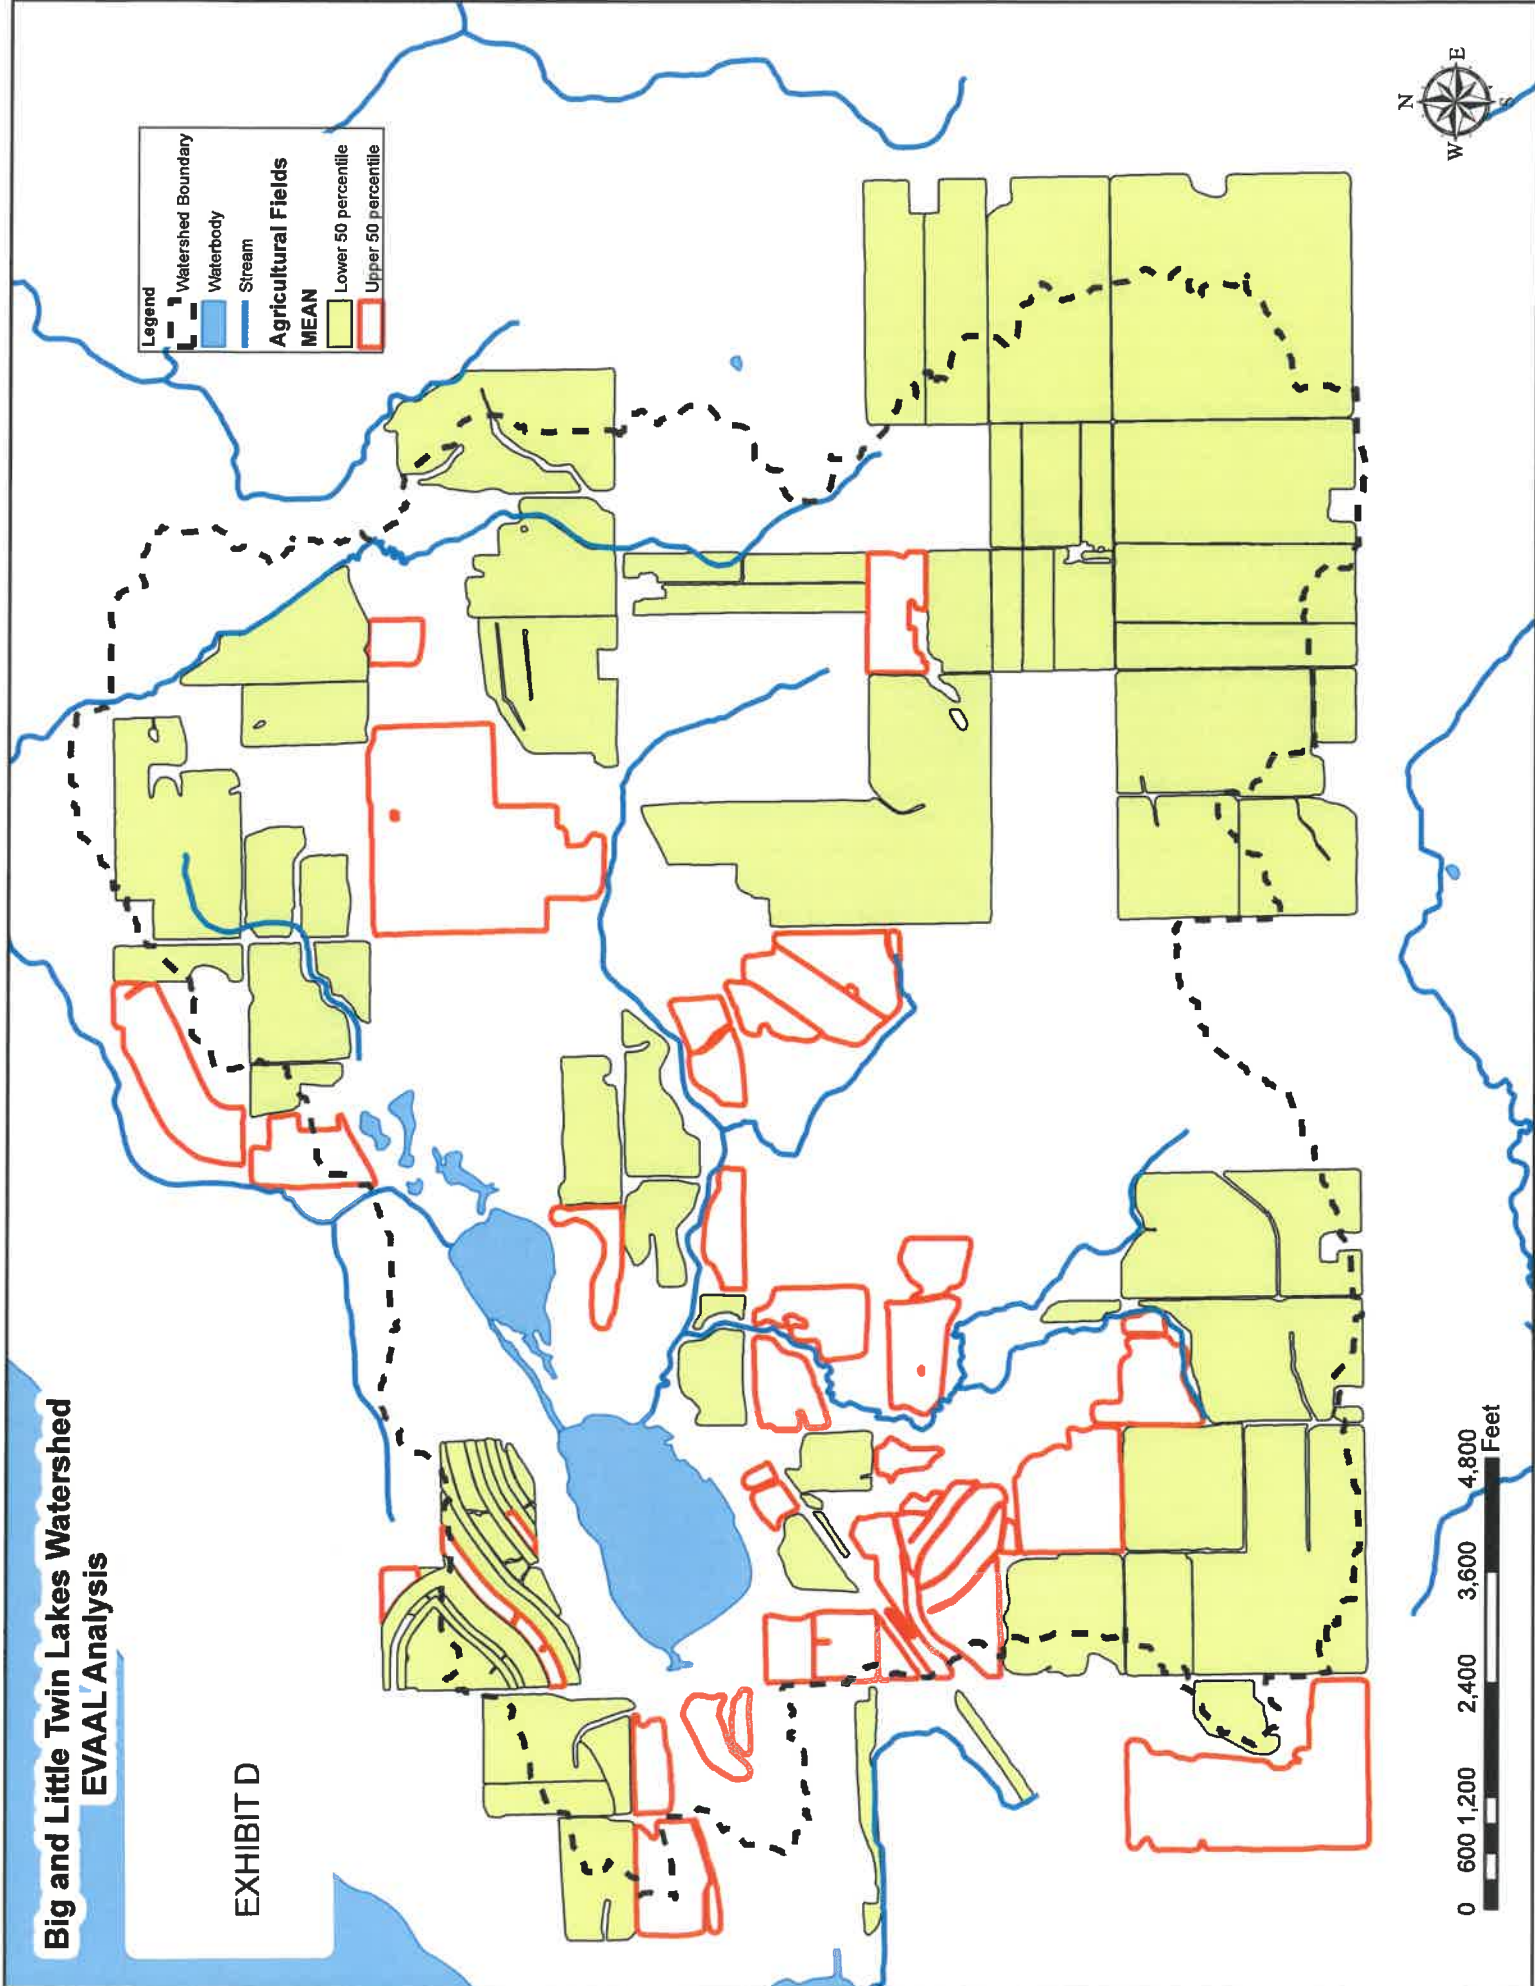 Big and Little Twin Lakes Watershed
EVAAL Analysis
EXHIBIT D
Legend
Watershed Boundary
Waterbody
Stream
Agricultural Fields
MEAN
Lower 50 percentile
Upper 50 percentile
N
W
E
S
0 600 1,200 2,400 3,600 4,800
Feet